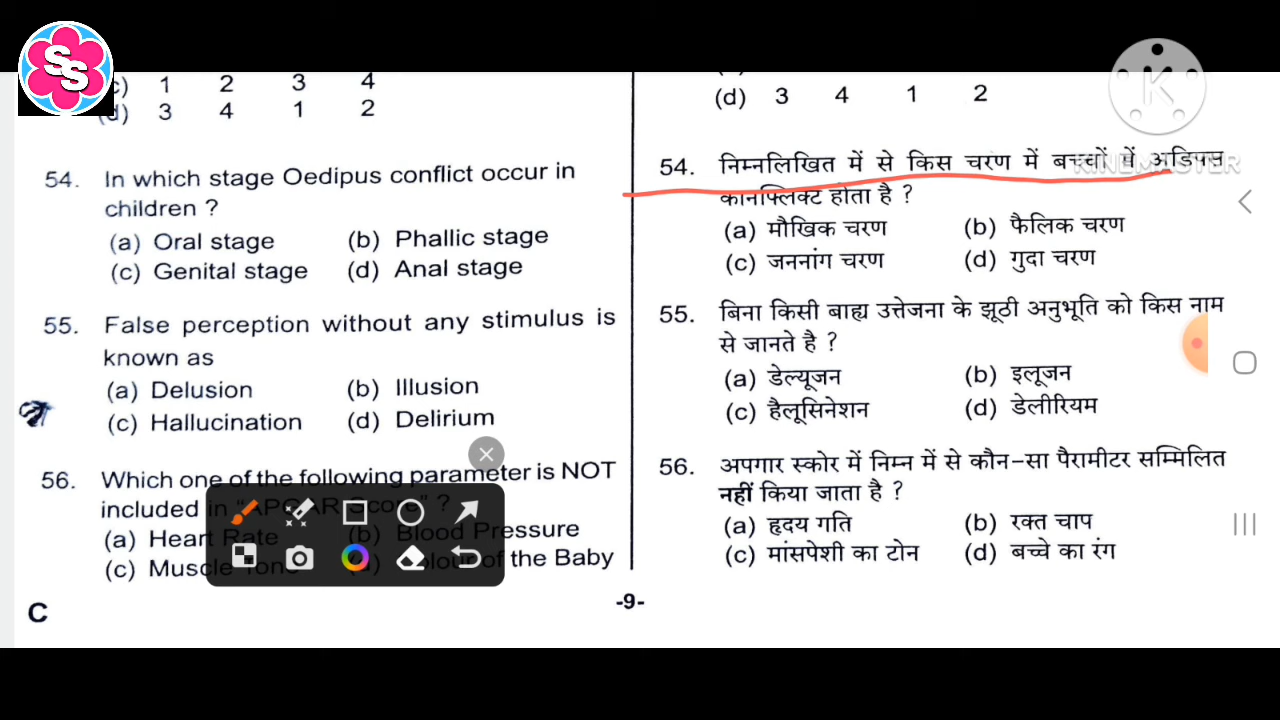 SS
K
KINEMASTER
c) 1 2 3 4
(d) 3 4 1 2
54. In which stage Oedipus conflict occur in
children ?
(a) Oral stage (b) Phallic stage
(c) Genital stage (d) Anal stage
55. False perception without any stimulus is
known as
(a) Delusion (b) Illusion
(c) Hallucination (d) Delirium
56. Which one of the following parameter is NOT
included in "APGAR Score" ?
(a) Heart Rate (b) Blood Pressure
(c) Muscle Tone Colour of the Baby
C
(d) 3 4 1 2
54. निम्नलिखित में से किस चरण में बच्चों में अडिपस
कानफ्लिक्ट होता है ?
(a) मौखिक चरण (b) फैलिक चरण
(c) जननांग चरण (d) गुदा चरण
55. बिना किसी बाह्य उत्तेजना के झूठी अनुभूति को किस नाम
से जानते है ?
(a) डेल्यूजन (b) इलूजन
(c) हैलूसिनेशन (d) डेलीरियम
56. अपगार स्कोर में निम्न में से कौन-सा पैरामीटर सम्मिलित
नहीं किया जाता है ?
(a) हृदय गति (b) रक्त चाप
(c) मांसपेशी का टोन (d) बच्चे का रंग
-9-